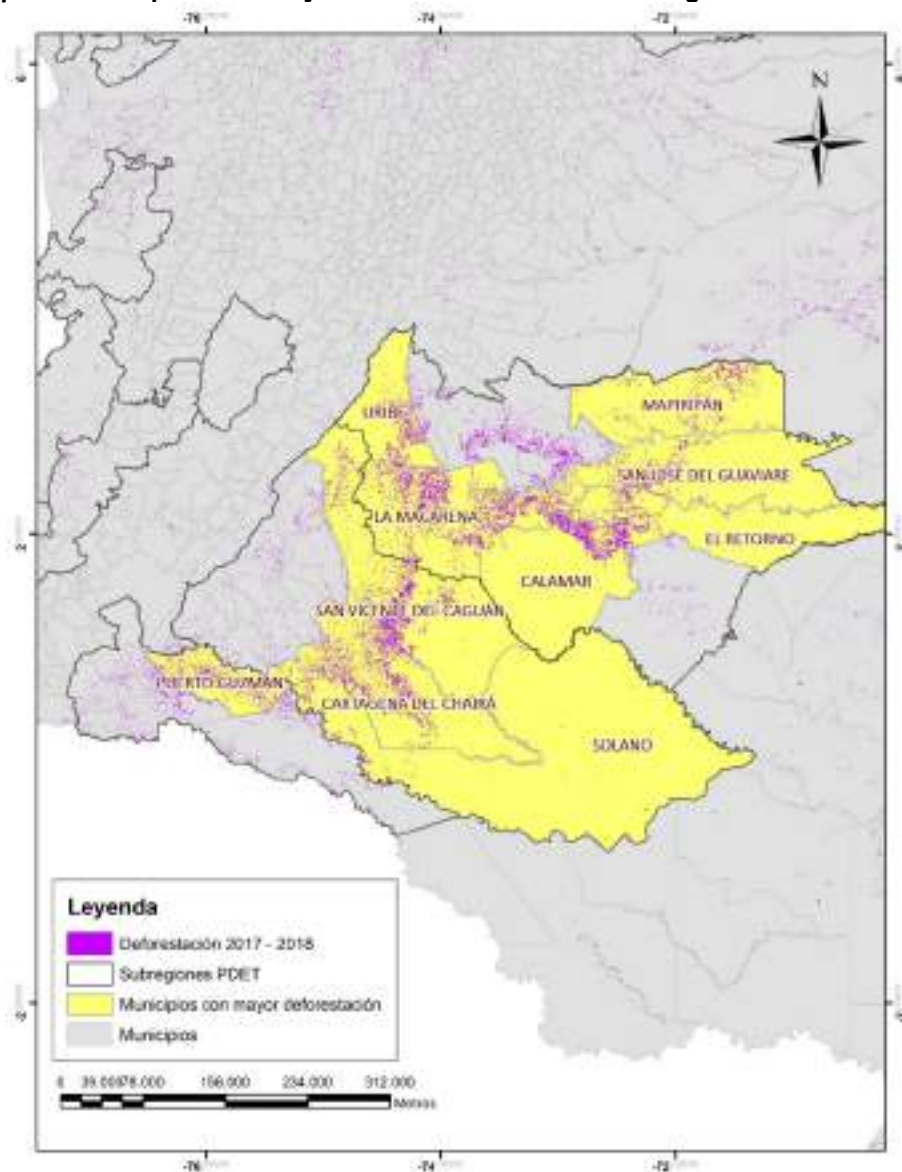 -76 -74 -72
N
URIBE
MAPIRIPÁN
SAN JOSÉ DEL GUAVIARE
LA MACARENA
EL RETORNO
CALAMAR
SAN VICENTE DEL CAGUÁN
PUERTO GUZMÁN
CARTAGENA DEL CHAIRÁ
SOLANO
2
Leyenda
Deforestación 2017 - 2018
Subregiones PDET
Municipios con mayor deforestación
Municipios
156.000 234.000 312.000
Metros
-76 -74 -72